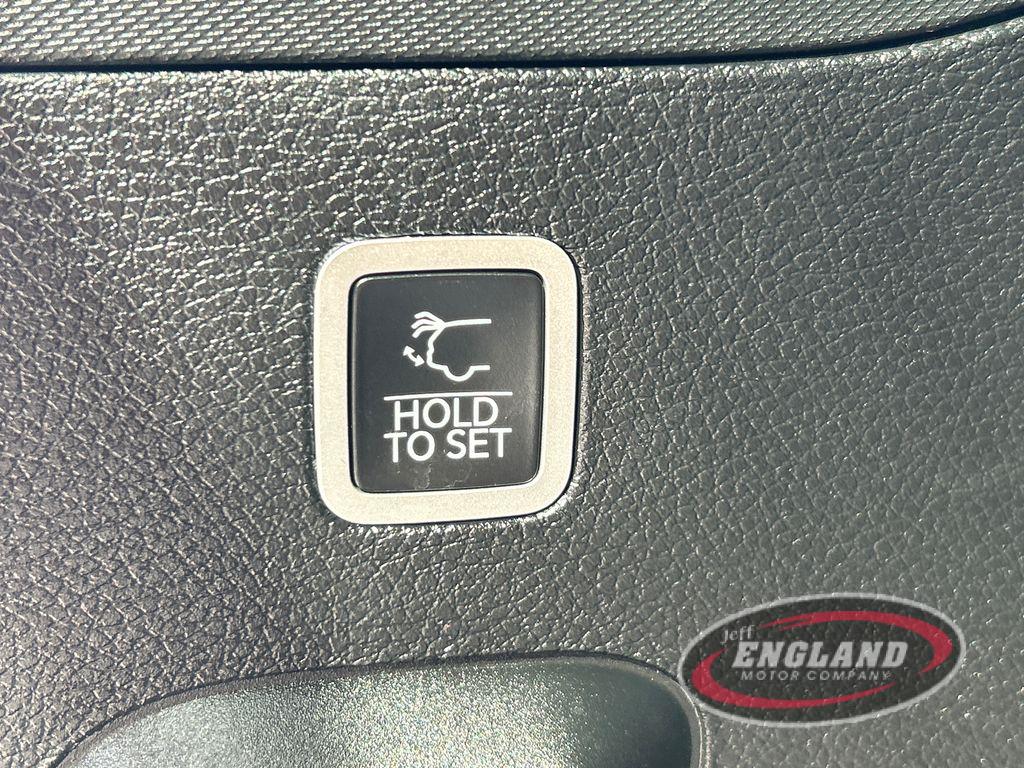 HOLD
TO SET
Jeff
ENGLAND
MOTOR COMPANY